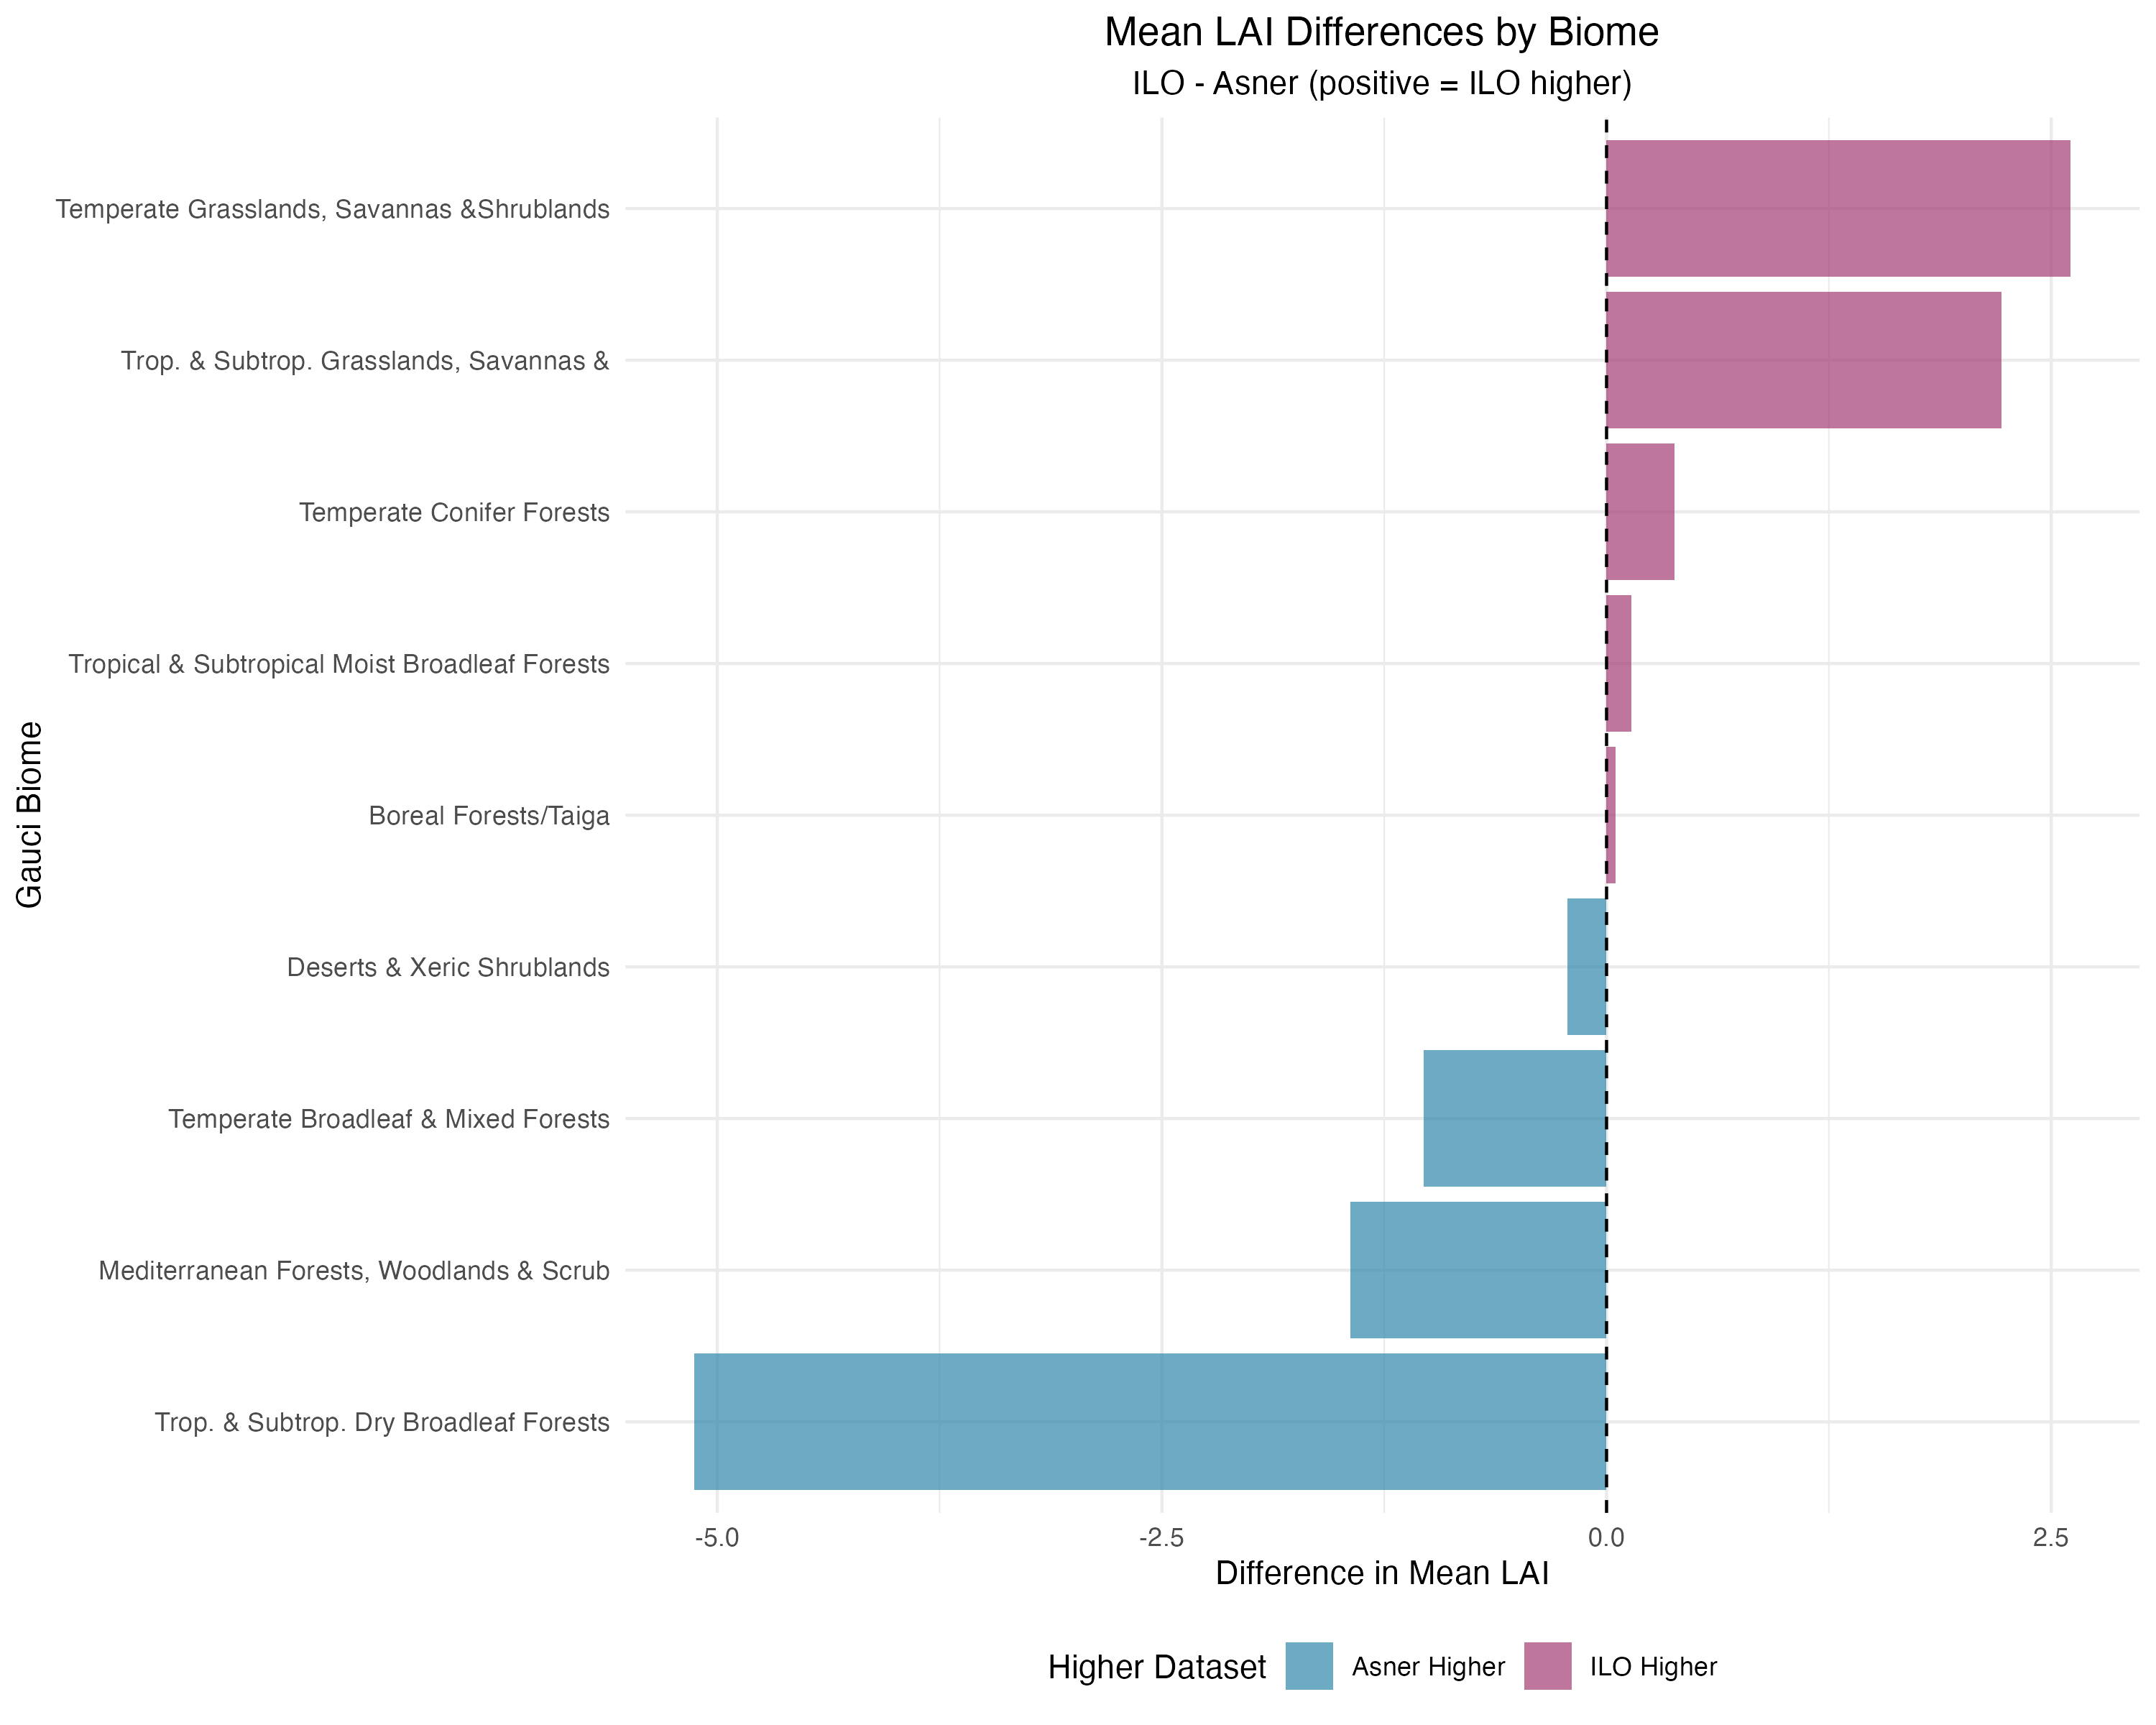 Mean LAI Differences by Biome
ILO - Asner (positive = ILO higher)
Gauci Biome
Temperate Grasslands, Savannas &Shrublands
Trop. & Subtrop. Grasslands, Savannas &
Temperate Conifer Forests
Tropical & Subtropical Moist Broadleaf Forests
Boreal Forests/Taiga
Deserts & Xeric Shrublands
Temperate Broadleaf & Mixed Forests
Mediterranean Forests, Woodlands & Scrub
Trop. & Subtrop. Dry Broadleaf Forests
-5.0 -2.5 0.0 2.5
Difference in Mean LAI
Higher Dataset Asner Higher ILO Higher